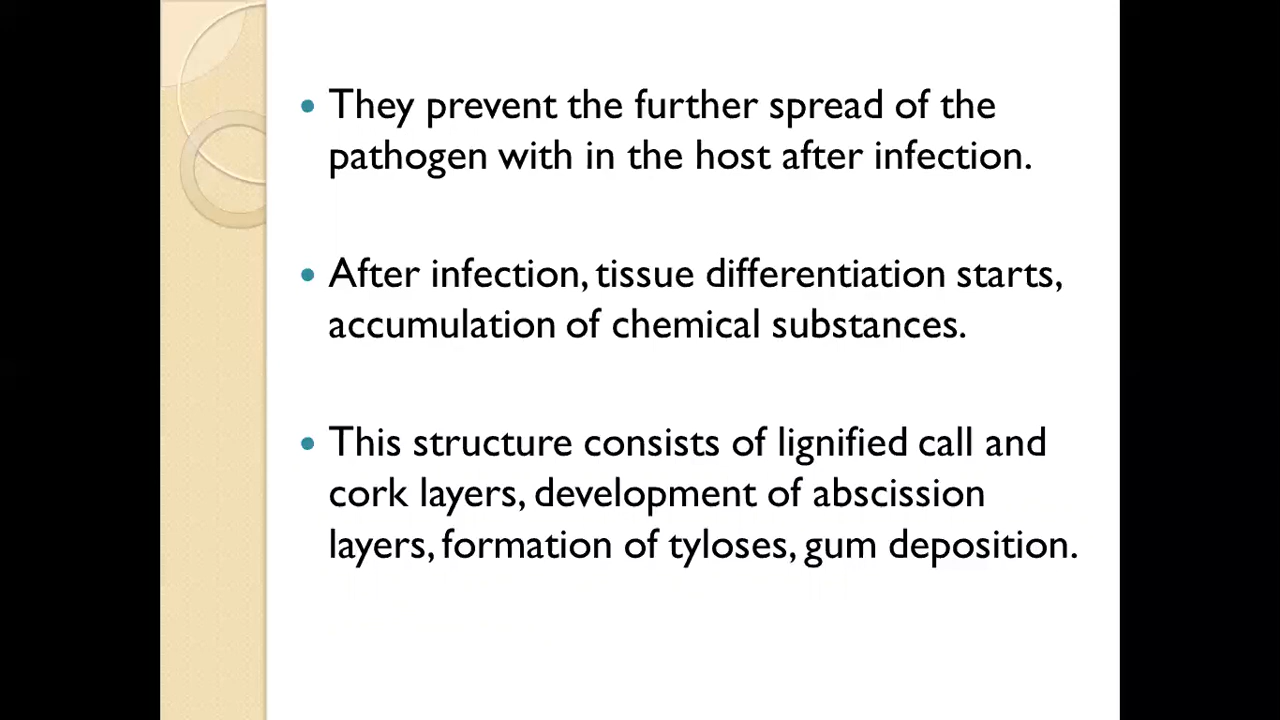 • They prevent the further spread of the
pathogen with in the host after infection.
• After infection, tissue differentiation starts,
accumulation of chemical substances.
• This structure consists of lignified call and
cork layers, development of abscission
layers, formation of tyloses, gum deposition.